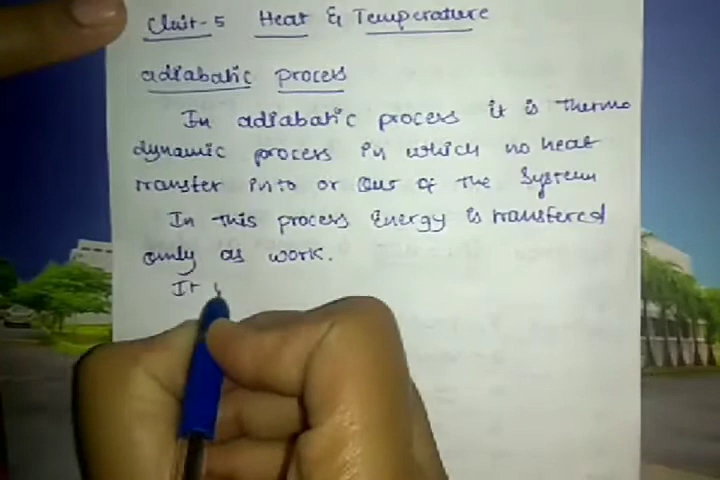 Unit-5 Heat & Temperature
adiabatic process
In adiabatic process it is thermo
dynamic process in which no heat
transfer into or out of the system
In this process Energy is transfered
only as work.
It